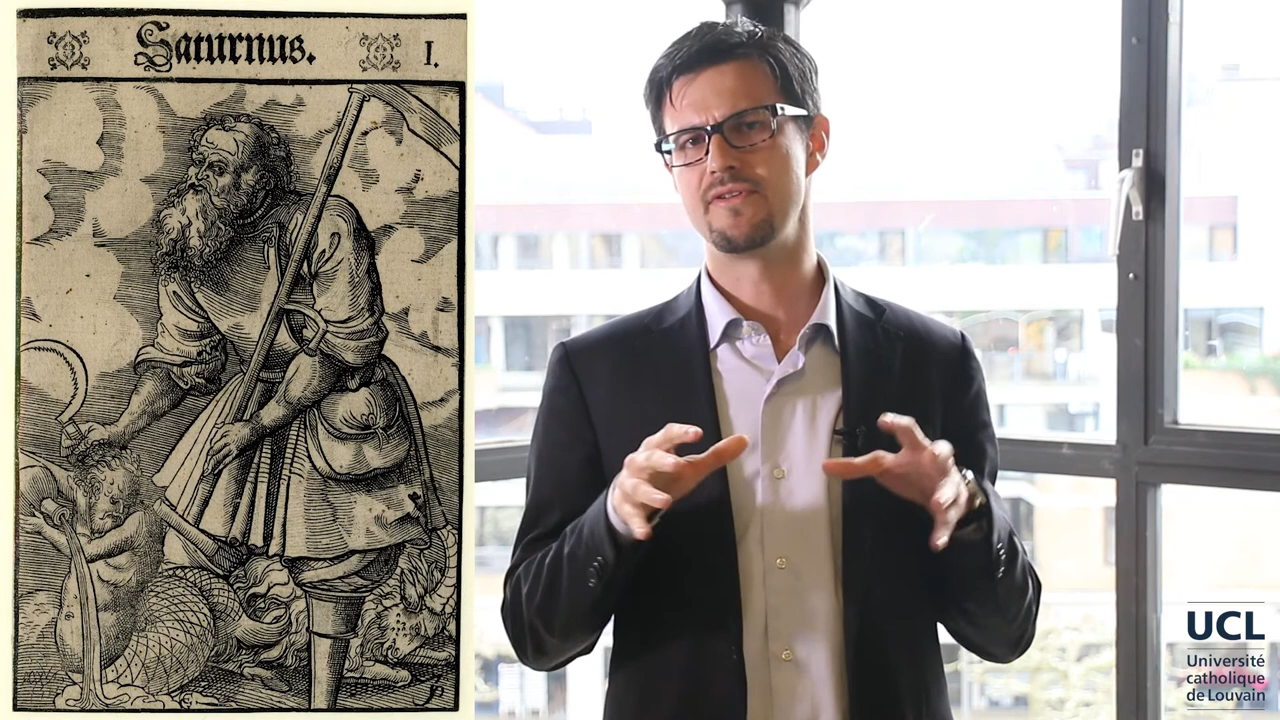 Saturnus. I.
UCL
Université
catholique
de Louvain